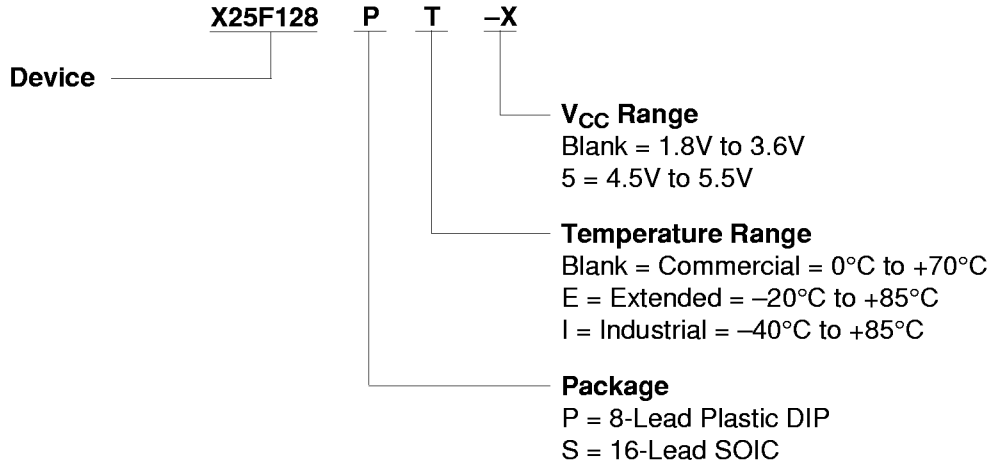 X25F128 P T –X
Device
VCC Range
Blank = 1.8V to 3.6V
5 = 4.5V to 5.5V
Temperature Range
Blank = Commercial = 0°C to +70°C
E = Extended = –20°C to +85°C
I = Industrial = –40°C to +85°C
Package
P = 8-Lead Plastic DIP
S = 16-Lead SOIC